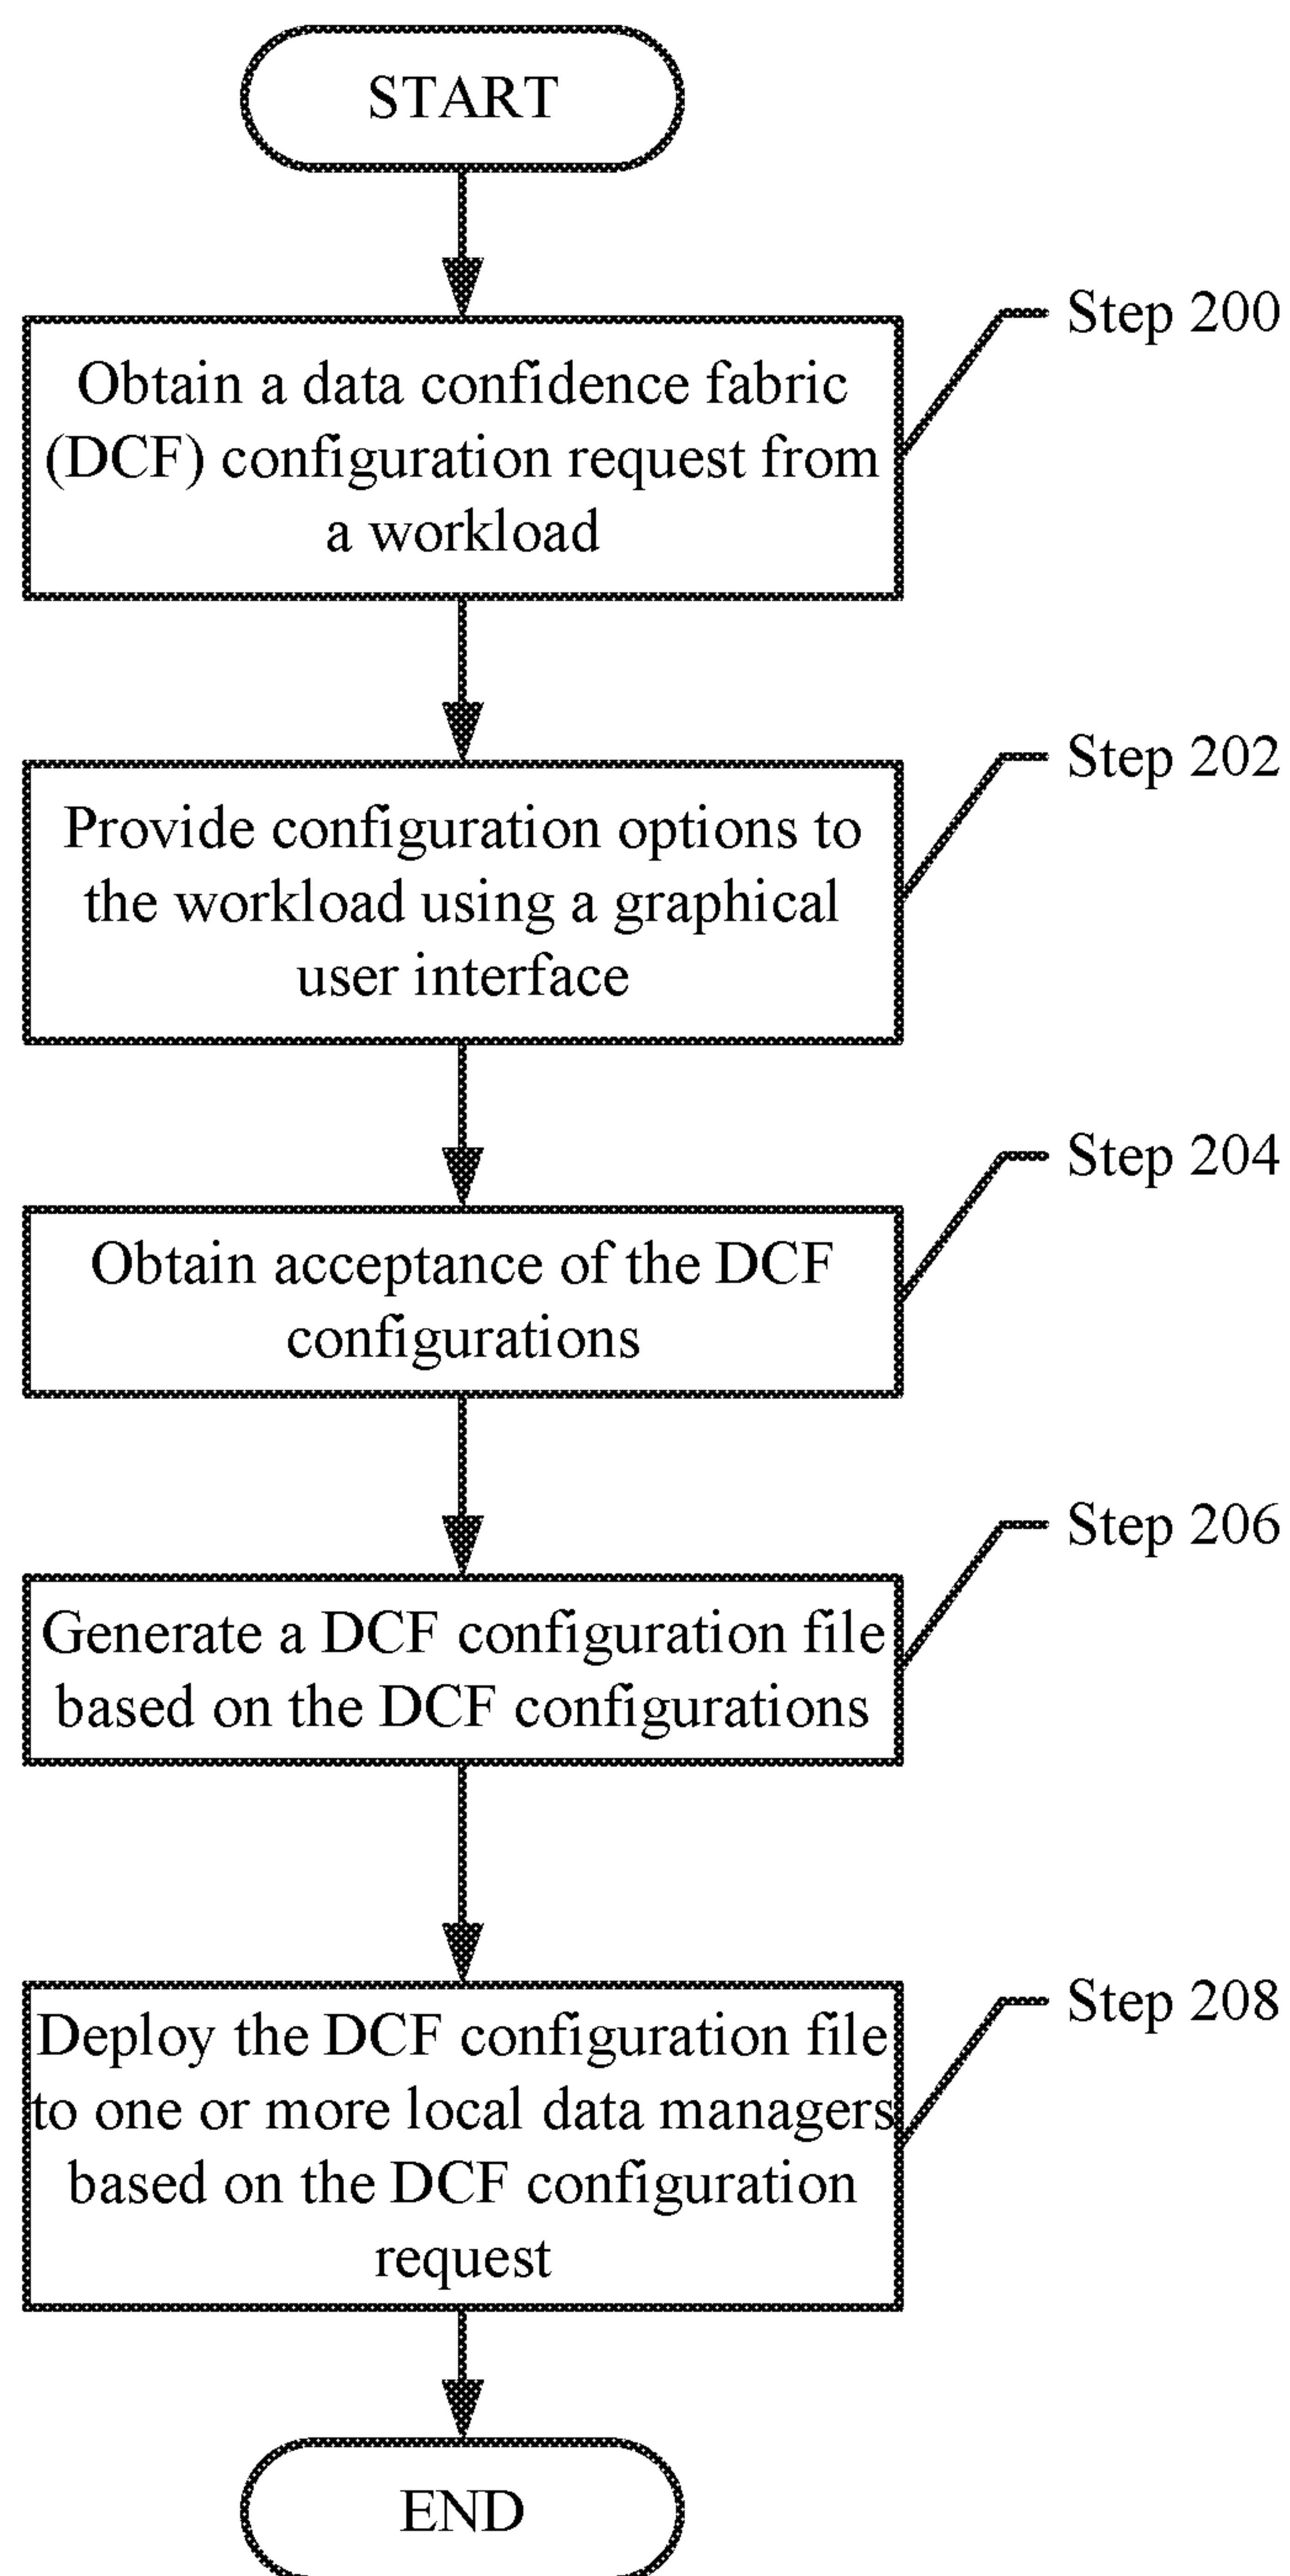 START
Step 200
Obtain a data confidence fabric
(DCF) configuration request from
a workload
Step 202
Provide configuration options to
the workload using a graphical
user interface
Step 204
Obtain acceptance of the DCF
configurations
Step 206
Generate a DCF configuration file
based on the DCF configurations
Step 208
Deploy the DCF configuration file
to one or more local data managers
based on the DCF configuration
request
END